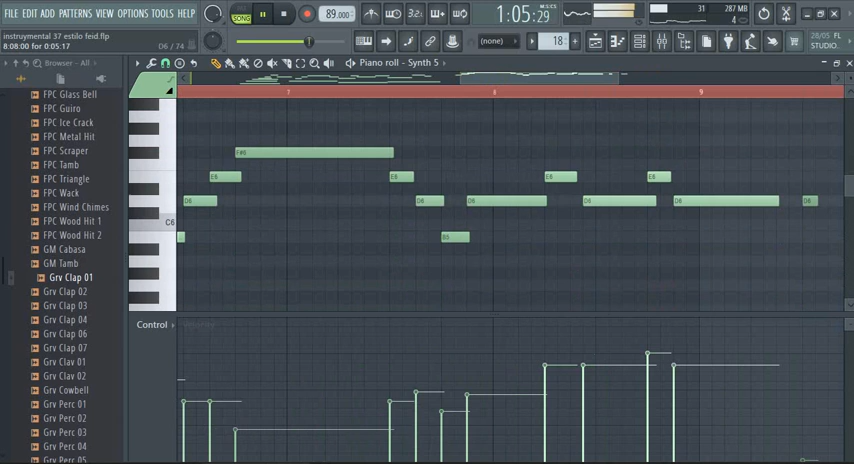 FILE EDIT ADD PATTERNS VIEW OPTIONS TOOLS HELP
SONG
89.000
3.2.
1:05:29
31
287 MB
4
instrumental 37 estilo feid.flp
8:08:00 for 0:05:17
D6 / 74
(none)
18
28/05 FL
STUDIO.
Browser - All
Piano roll - Synth 5
FPC Glass Bell
FPC Guiro
FPC Ice Crack
FPC Metal Hit
FPC Scraper
FPC Tamb
FPC Triangle
FPC Wack
FPC Wind Chimes
FPC Wood Hit 1
FPC Wood Hit 2
GM Cabasa
GM Tamb
Grv Clap 01
Grv Clap 02
Grv Clap 03
Grv Clap 04
Grv Clap 06
Grv Clap 07
Grv Clav 01
Grv Clav 02
Grv Cowbell
Grv Perc 01
Grv Perc 02
Grv Perc 03
Grv Perc 04
Grv Perc 05
7 8 9
F#6
E6 E6 E6 E6
D6 D6 D6 D6 D6 D6
C6
B5
Control